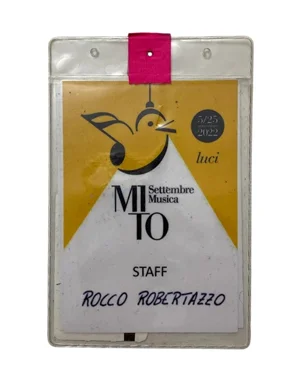 5/25
2022
luci
MI Settembre
Musica
TO
STAFF
ROCCO ROBERTAZZO